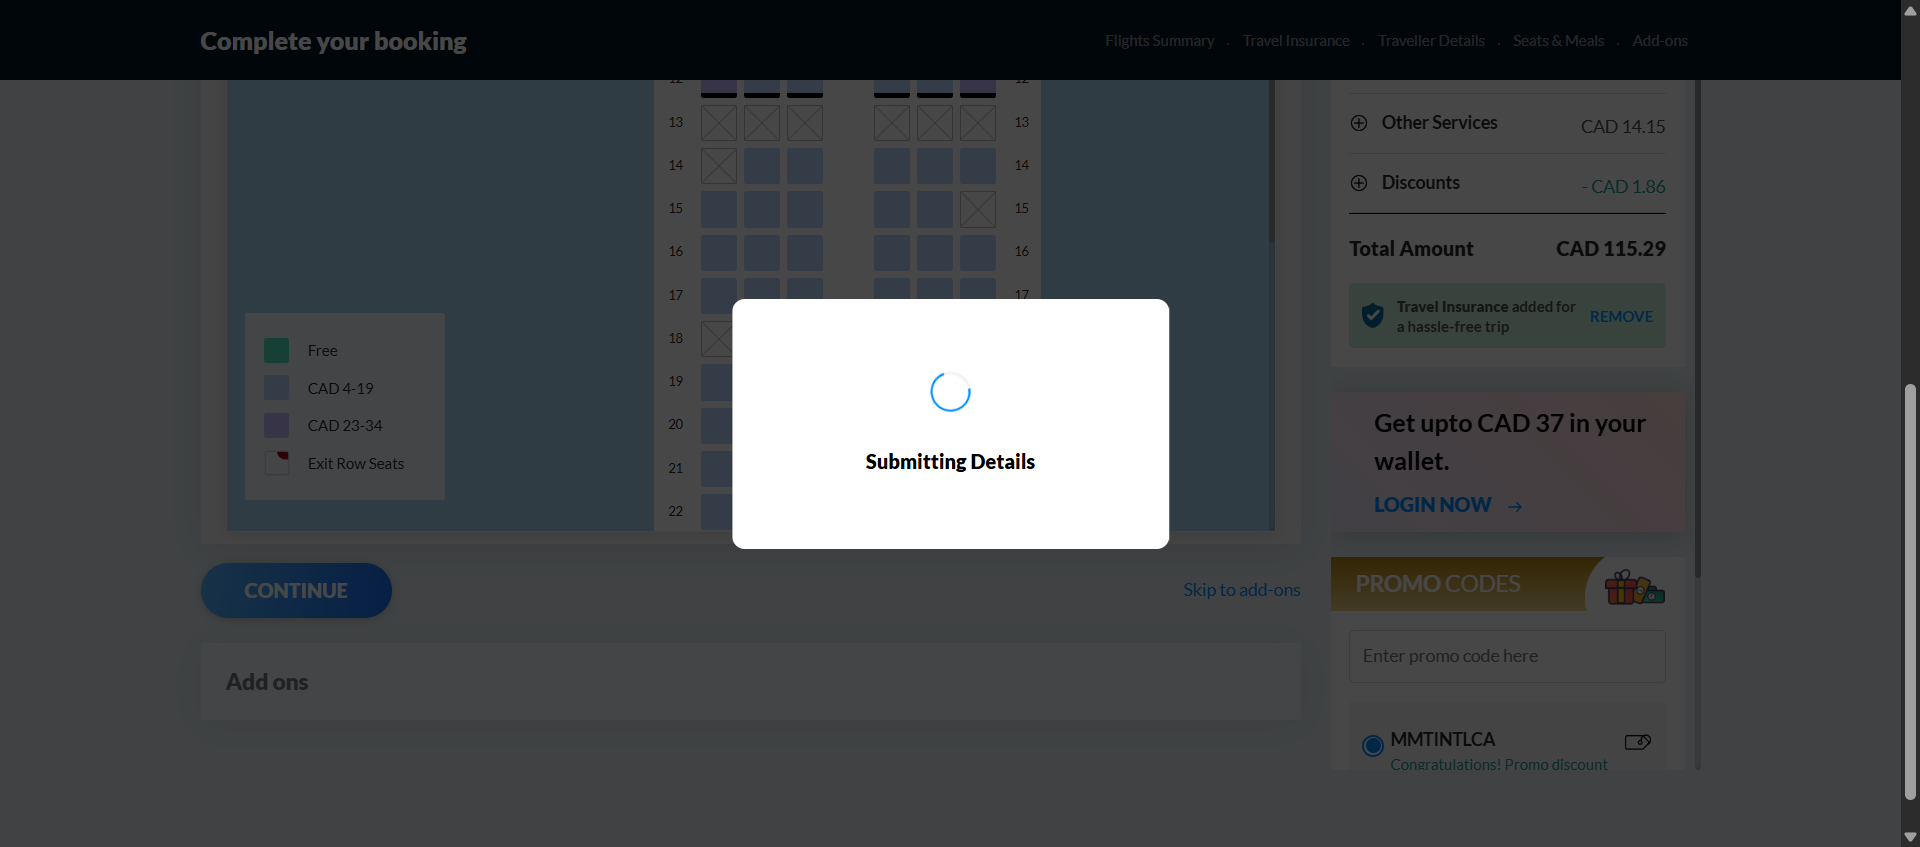 Complete your booking
Flights Summary . Travel Insurance . Traveller Details . Seats & Meals . Add-ons
12 12
13 13
14 14
15 15
16 16
17 17
18
19
20
21
22
Free
CAD 4-19
CAD 23-34
Exit Row Seats
Submitting Details
CONTINUE
Skip to add-ons
Add ons
Other Services CAD 14.15
Discounts - CAD 1.86
Total Amount CAD 115.29
Travel Insurance added for
a hassle-free trip
REMOVE
Get upto CAD 37 in your
wallet.
LOGIN NOW →
PROMO CODES
Enter promo code here
MMTINTLCA
Congratulations! Promo discount